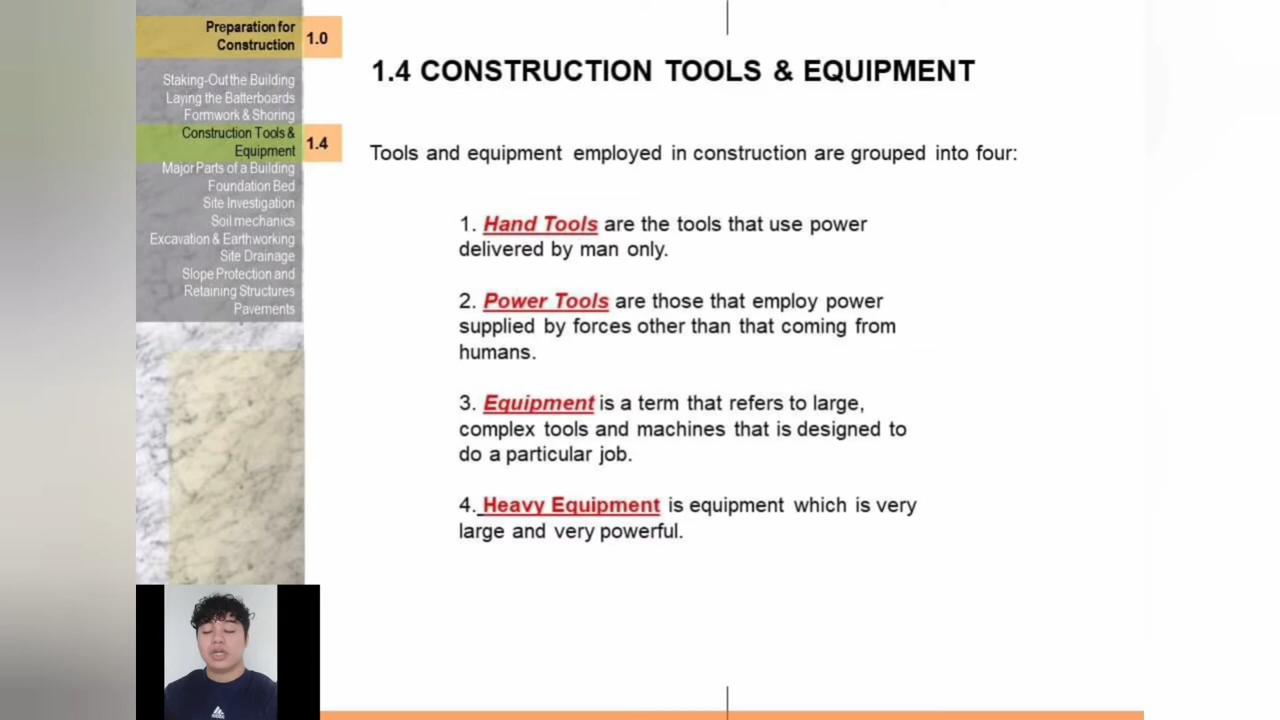 Preparation for
Construction
1.0
Staking-Out the Building
Laying the Batterboards
Formwork & Shoring
Construction Tools &
Equipment
1.4
Major Parts of a Building
Foundation Bed
Site Investigation
Soil mechanics
Excavation & Earthworking
Site Drainage
Slope Protection and
Retaining Structures
Pavements
1.4 CONSTRUCTION TOOLS & EQUIPMENT
Tools and equipment employed in construction are grouped into four:
1. Hand Tools are the tools that use power
delivered by man only.
2. Power Tools are those that employ power
supplied by forces other than that coming from
humans.
3. Equipment is a term that refers to large,
complex tools and machines that is designed to
do a particular job.
4. Heavy Equipment is equipment which is very
large and very powerful.